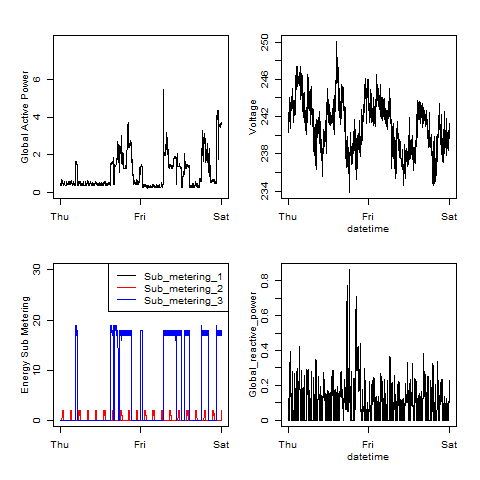 Global Active Power
6
4
2
0
Thu
Fri
Sat
Voltage
250
246
242
238
234
Thu
Fri
Sat
datetime
Energy Sub Metering
30
20
10
0
Sub_metering_1
Sub_metering_2
Sub_metering_3
Thu
Fri
Sat
Global_reactive_power
0.8
0.6
0.4
0.2
0.0
Thu
Fri
Sat
datetime